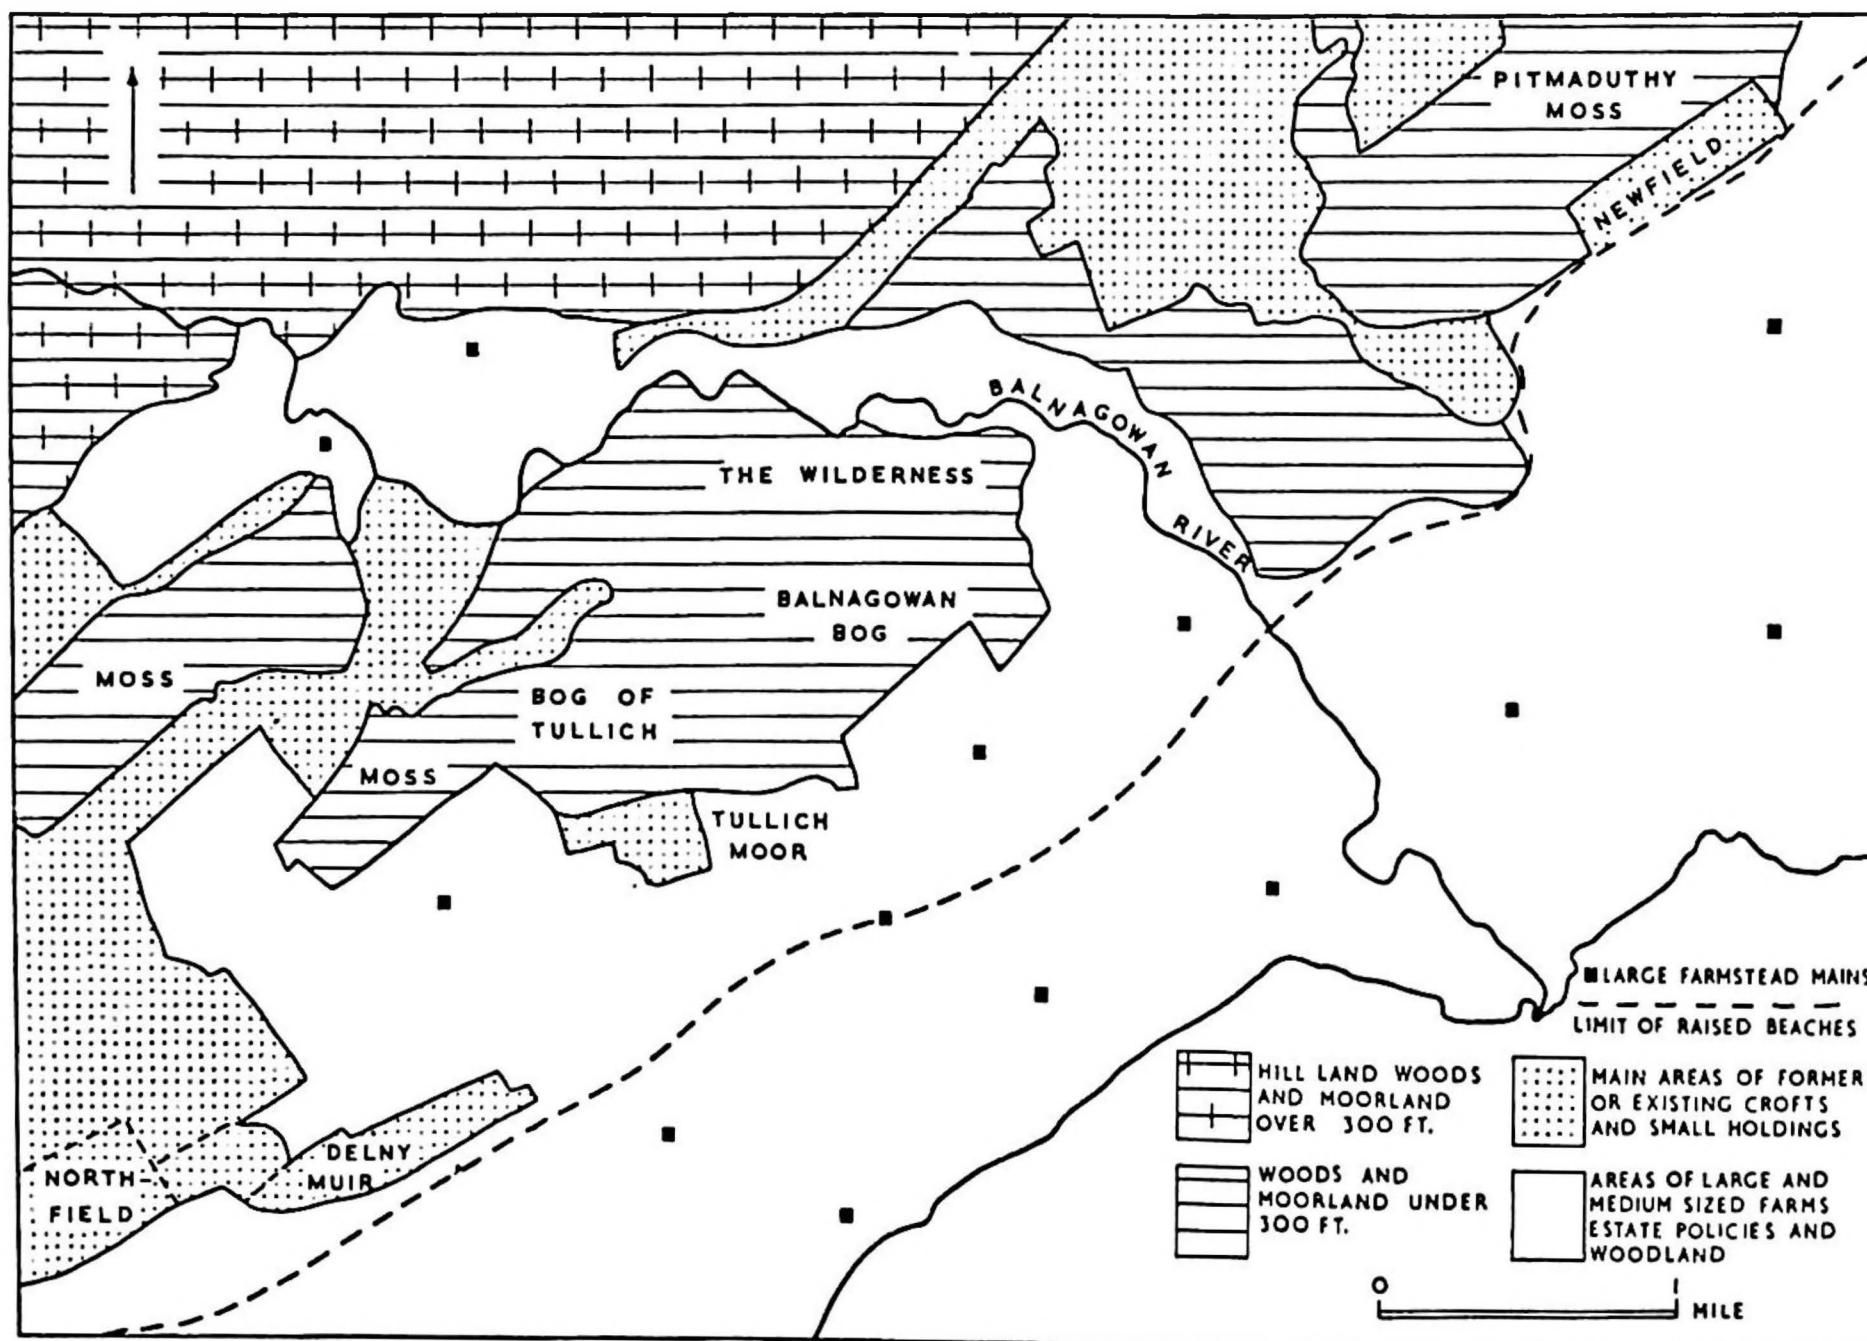 PITMADUTHY
MOSS
NEWFIELD
BALNAGOWAN
RIVER
THE WILDERNESS
BALNAGOWAN
BOG
MOSS
BOG OF
TULLICH
MOSS
TULLICH
MOOR
DELNY
MUIR
NORTH-
FIELD
LARGE FARMSTEAD MAINS
LIMIT OF RAISED BEACHES
HILL LAND WOODS
AND MOORLAND
OVER 300 FT.
MAIN AREAS OF FORMER
OR EXISTING CROFTS
AND SMALL HOLDINGS
WOODS AND
MOORLAND UNDER
300 FT.
AREAS OF LARGE AND
MEDIUM SIZED FARMS
ESTATE POLICIES AND
WOODLAND
0 1
MILE